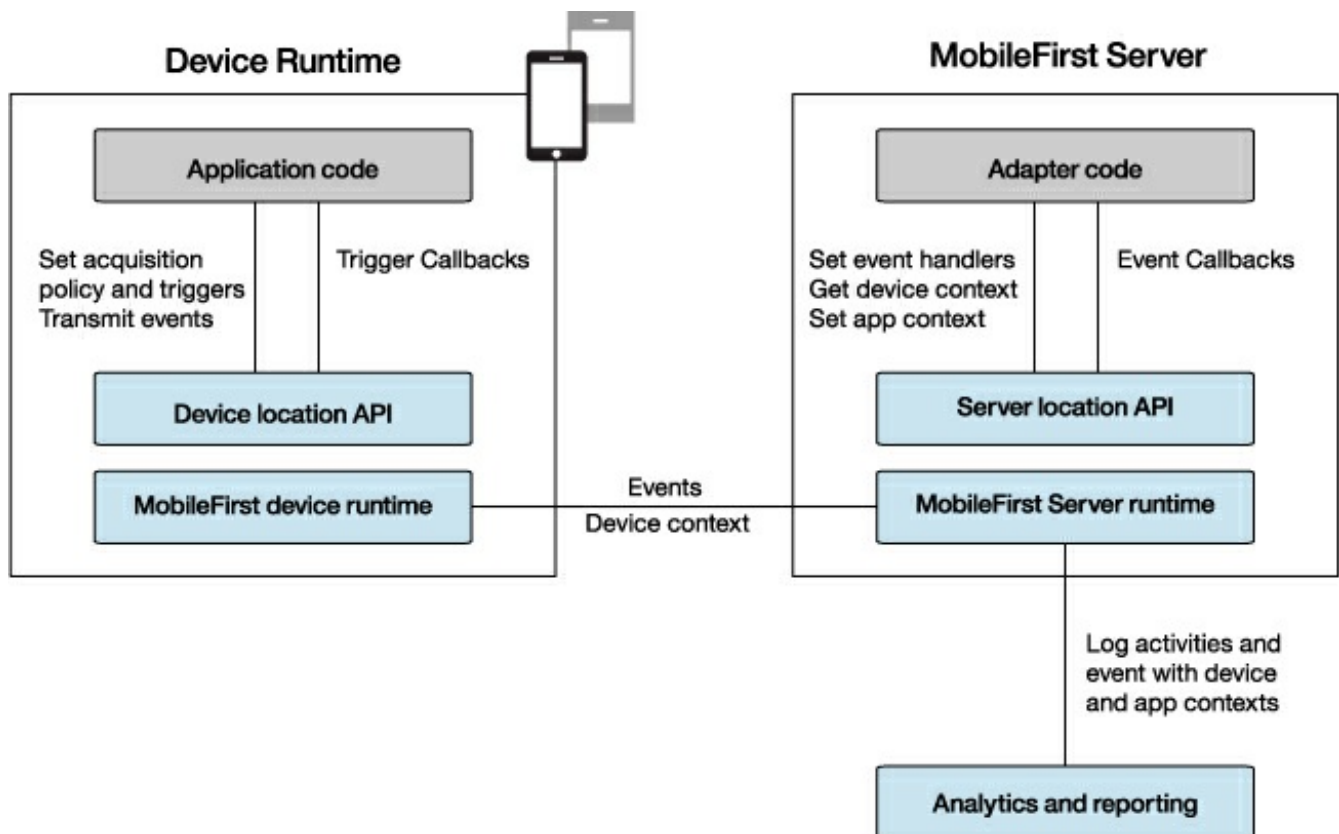 Device Runtime
MobileFirst Server
Application code
Adapter code
Set acquisition
policy and triggers
Transmit events
Trigger Callbacks
Set event handlers
Get device context
Set app context
Event Callbacks
Device location API
Server location API
MobileFirst device runtime
Events
Device context
MobileFirst Server runtime
Log activities and
event with device
and app contexts
Analytics and reporting